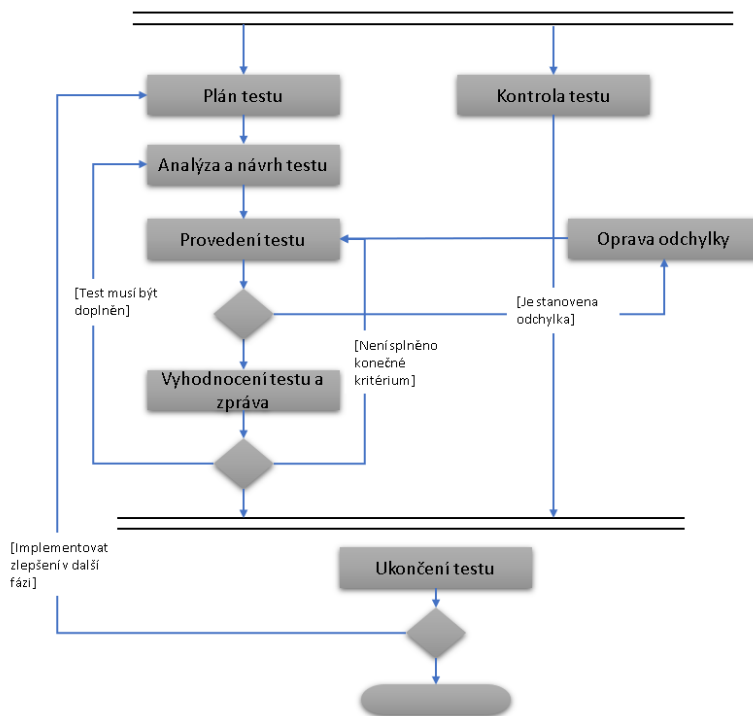 Plán testu
Kontrola testu
Analýza a návrh testu
Provedení testu
Oprava odchylky
[Test musí být
doplněn]
[Je stanovena
odchylka]
[Není splněno
konečné
kritérium]
Vyhodnocení testu a
zpráva
[Implementovat
zlepšení v další
fázi]
Ukončení testu